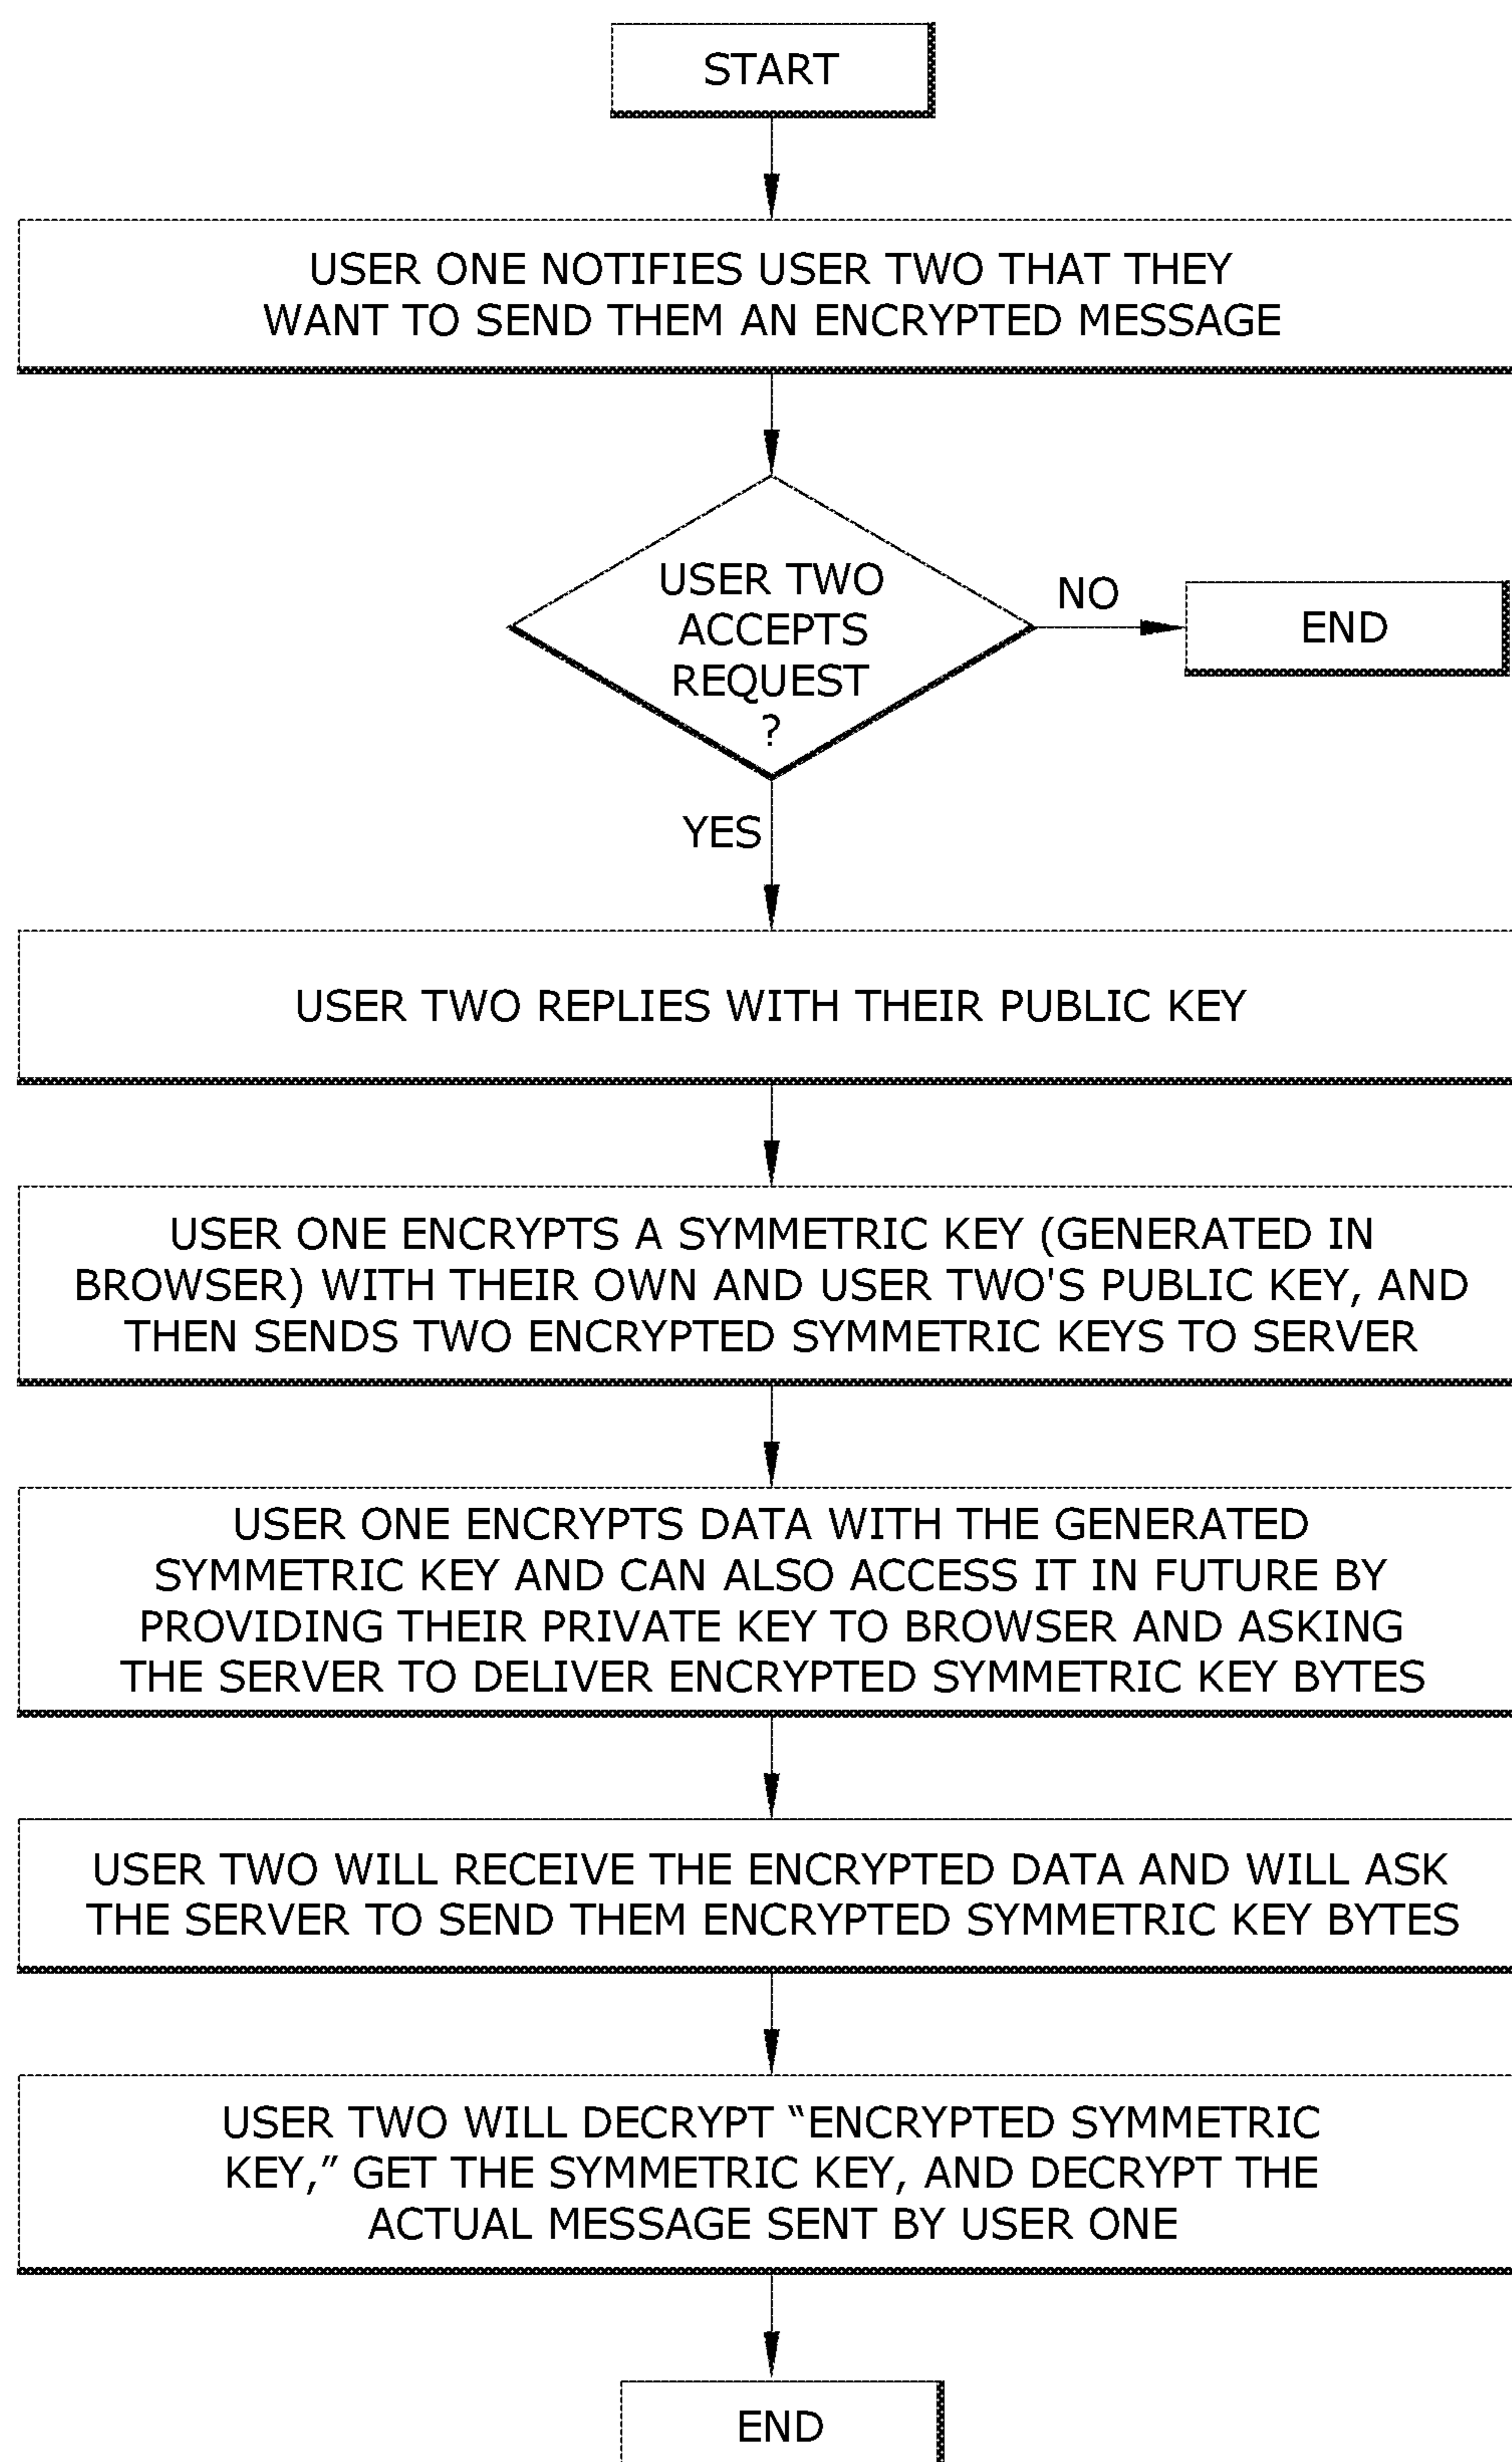 START
USER ONE NOTIFIES USER TWO THAT THEY
WANT TO SEND THEM AN ENCRYPTED MESSAGE
USER TWO
ACCEPTS
REQUEST
?
NO
END
YES
USER TWO REPLIES WITH THEIR PUBLIC KEY
USER ONE ENCRYPTS A SYMMETRIC KEY (GENERATED IN
BROWSER) WITH THEIR OWN AND USER TWO'S PUBLIC KEY, AND
THEN SENDS TWO ENCRYPTED SYMMETRIC KEYS TO SERVER
USER ONE ENCRYPTS DATA WITH THE GENERATED
SYMMETRIC KEY AND CAN ALSO ACCESS IT IN FUTURE BY
PROVIDING THEIR PRIVATE KEY TO BROWSER AND ASKING
THE SERVER TO DELIVER ENCRYPTED SYMMETRIC KEY BYTES
USER TWO WILL RECEIVE THE ENCRYPTED DATA AND WILL ASK
THE SERVER TO SEND THEM ENCRYPTED SYMMETRIC KEY BYTES
USER TWO WILL DECRYPT “ENCRYPTED SYMMETRIC
KEY,” GET THE SYMMETRIC KEY, AND DECRYPT THE
ACTUAL MESSAGE SENT BY USER ONE
END